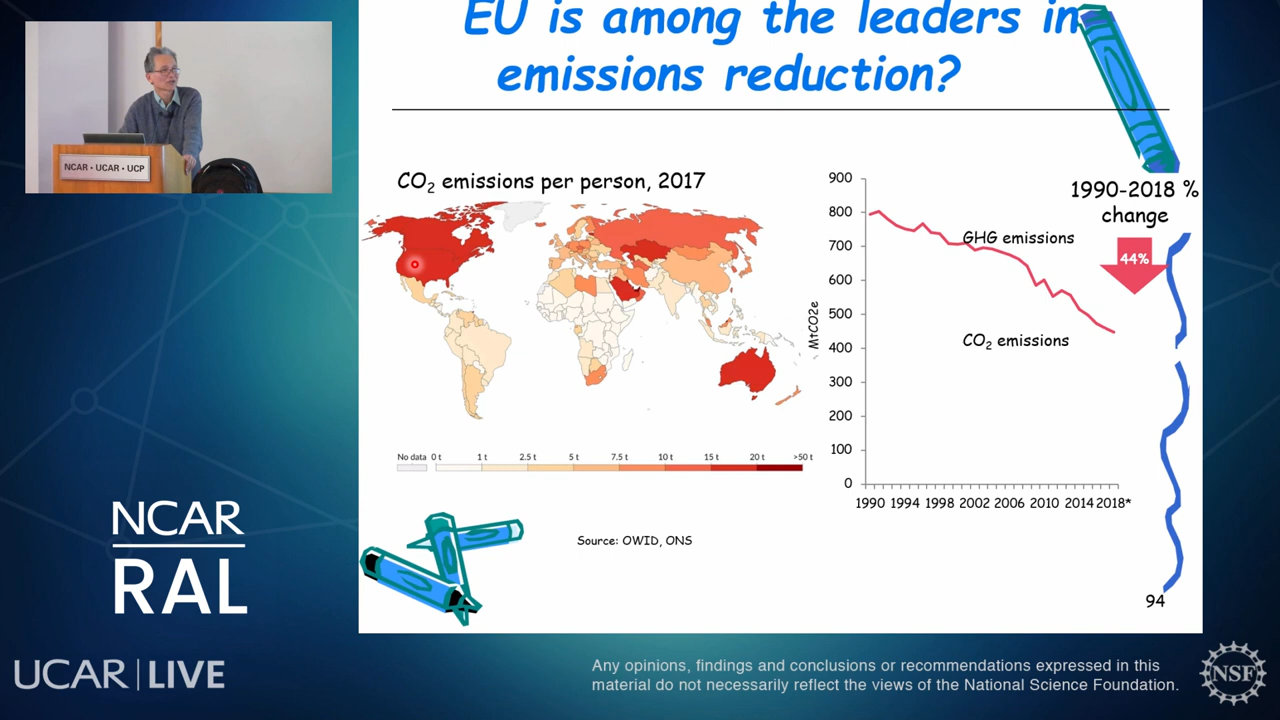 EU is among the leaders in
emissions reduction?
NCAR • UCAR • UCP
CO₂ emissions per person, 2017
No data 0 t 1 t 2.5 t 5 t 7.5 t 10 t 15 t 20 t >50 t
900
800
700
600
500
400
300
200
100
0
MtCO2e
GHG emissions
CO₂ emissions
1990-2018 %
change
44%
1990 1994 1998 2002 2006 2010 2014 2018*
Source: OWID, ONS
94
NCAR
RAL
UCAR | LIVE
Any opinions, findings and conclusions or recommendations expressed in this
material do not necessarily reflect the views of the National Science Foundation.
NSF